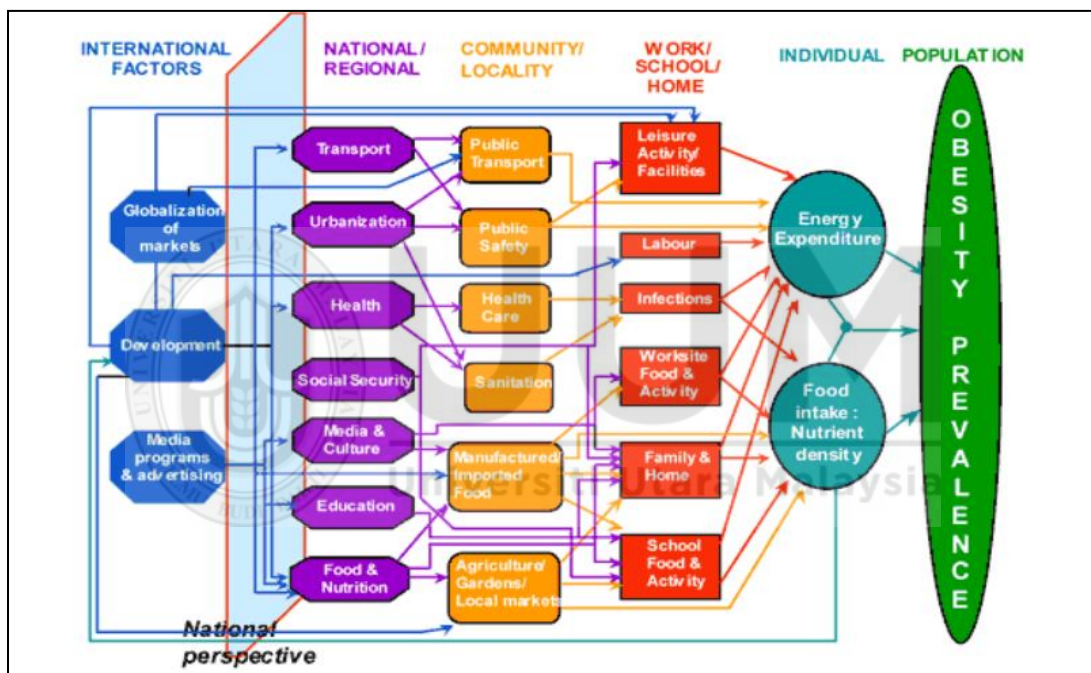 INTERNATIONAL
FACTORS
NATIONAL/
REGIONAL
COMMUNITY/
LOCALITY
WORK/
SCHOOL/
HOME
INDIVIDUAL
POPULATION
Globalization
of
markets
Development
Media
programs
& advertising
Transport
Urbanization
Health
Social Security
Media &
Culture
Education
Food &
Nutrition
Public
Transport
Public
Safety
Health
Care
Sanitation
Manufactured/
Imported
Food
Agriculture/
Gardens/
Local markets
Leisure
Activity/
Facilities
Labour
Infections
Worksite
Food &
Activity
Family &
Home
School
Food &
Activity
Energy
Expenditure
Food
intake :
Nutrient
density
OBESITY PREVALENCE
National
perspective
UUM
Universiti Utara Malaysia